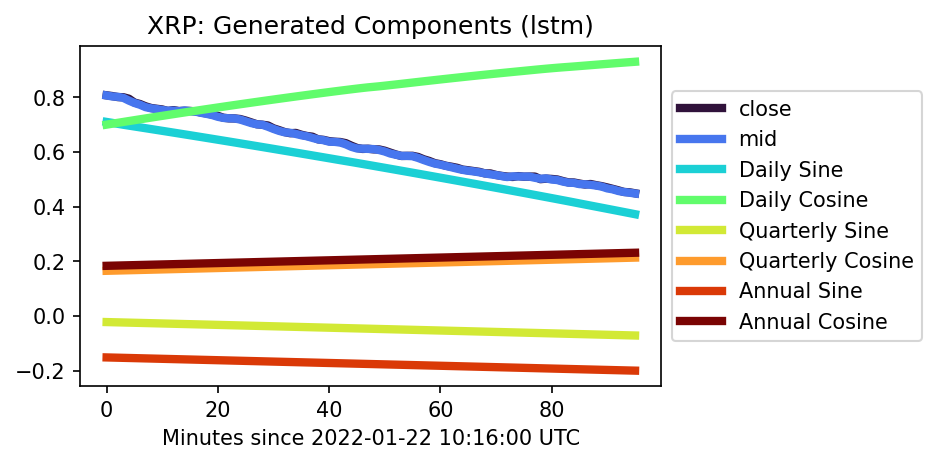 XRP: Generated Components (lstm)
0.8
0.6
0.4
0.2
0.0
−0.2
0 20 40 60 80
Minutes since 2022-01-22 10:16:00 UTC
close
mid
Daily Sine
Daily Cosine
Quarterly Sine
Quarterly Cosine
Annual Sine
Annual Cosine